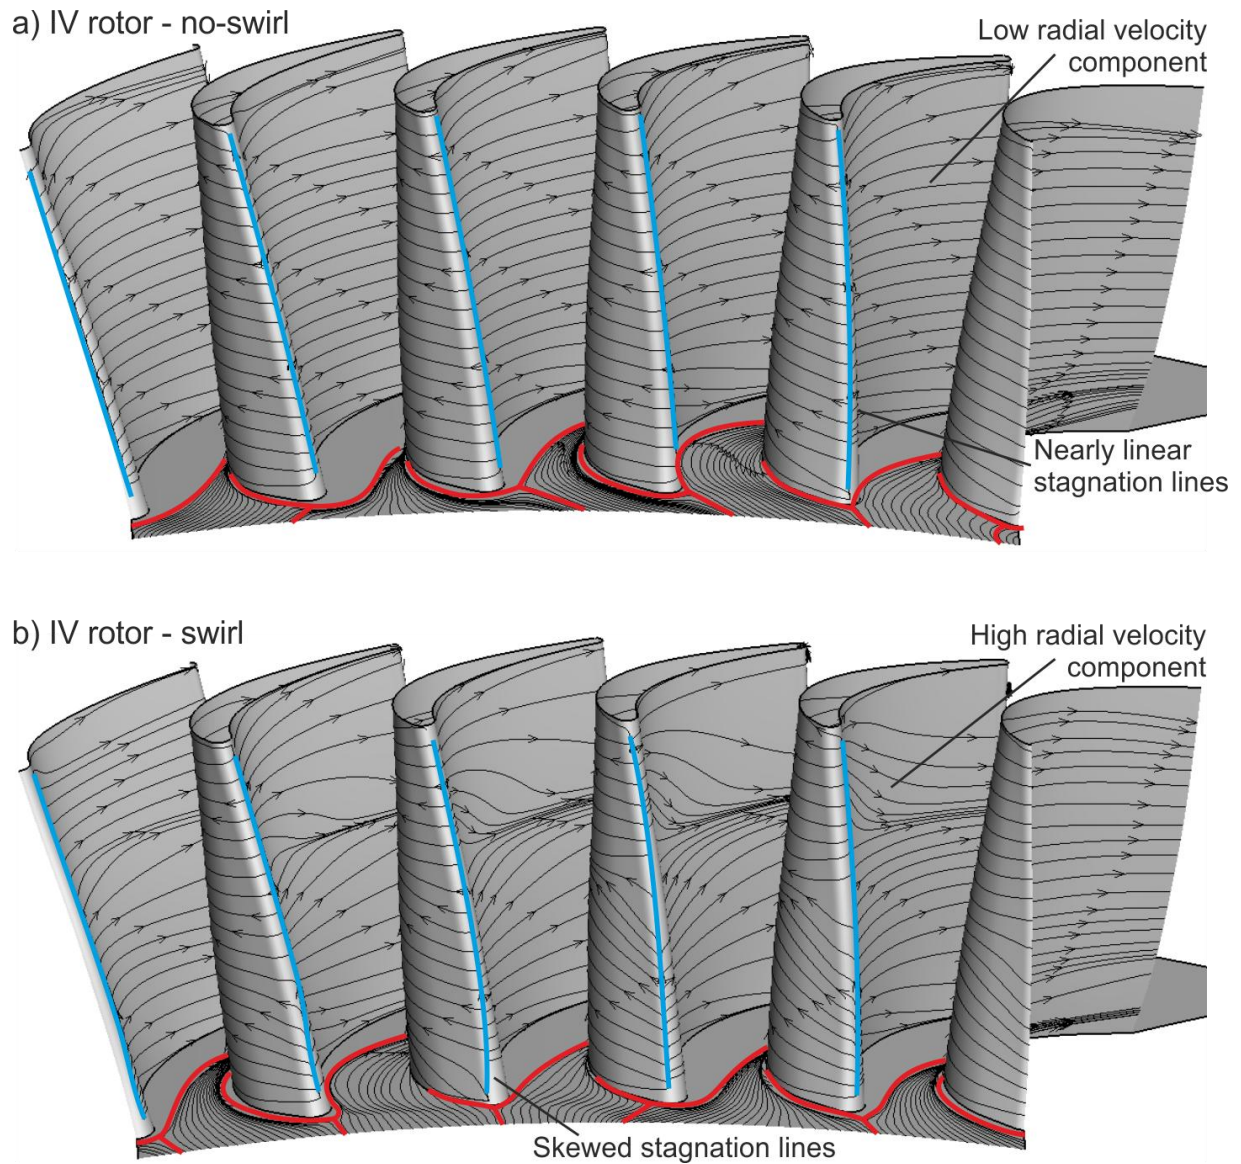 a) IV rotor - no-swirl
Low radial velocity
component
Nearly linear
stagnation lines
b) IV rotor - swirl
High radial velocity
component
Skewed stagnation lines